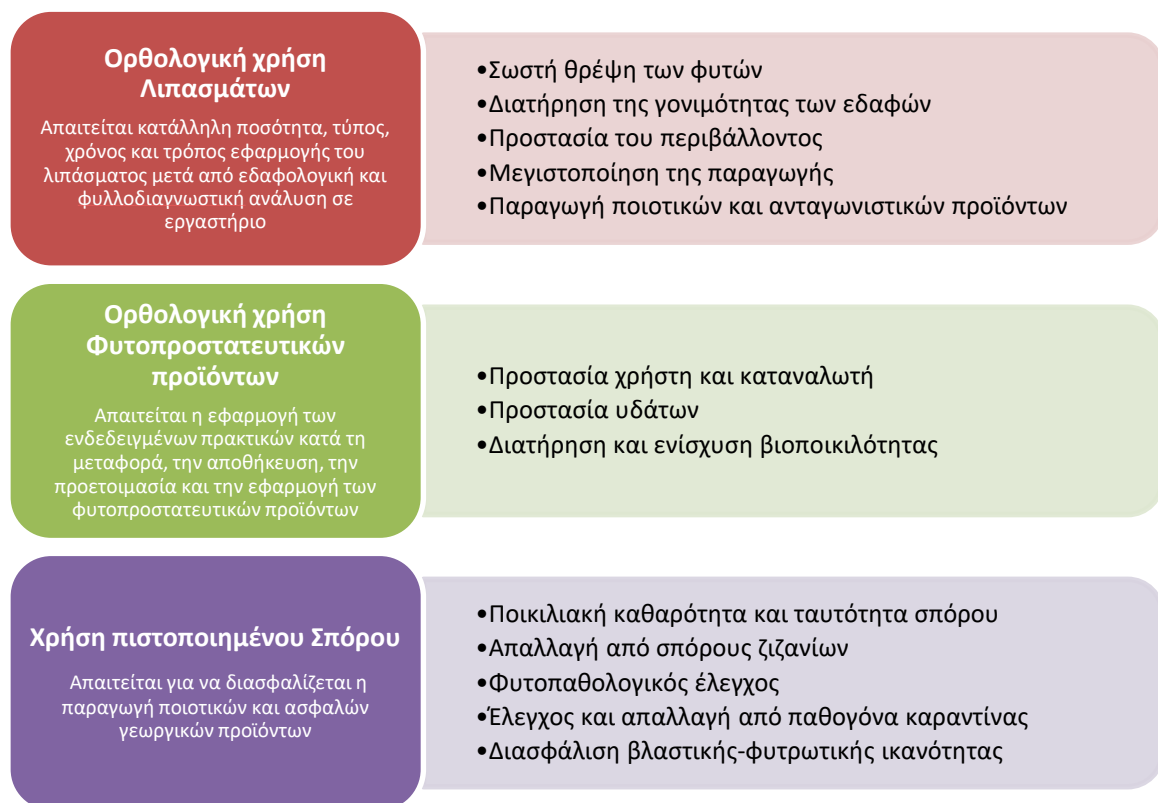 Ορθολογική χρήση
Λιπασμάτων
Απαιτείται κατάλληλη ποσότητα, τύπος,
χρόνος και τρόπος εφαρμογής του
λιπάσματος μετά από εδαφολογική και
φυλλοδιαγνωστική ανάλυση σε
εργαστήριο
•Σωστή θρέψη των φυτών
•Διατήρηση της γονιμότητας των εδαφών
•Προστασία του περιβάλλοντος
•Μεγιστοποίηση της παραγωγής
•Παραγωγή ποιοτικών και ανταγωνιστικών προϊόντων
Ορθολογική χρήση
Φυτοπροστατευτικών
προϊόντων
Απαιτείται η εφαρμογή των
ενδεδειγμένων πρακτικών κατά τη
μεταφορά, την αποθήκευση, την
προετοιμασία και την εφαρμογή των
φυτοπροστατευτικών προϊόντων
•Προστασία χρήστη και καταναλωτή
•Προστασία υδάτων
•Διατήρηση και ενίσχυση βιοποικιλότητας
Χρήση πιστοποιημένου Σπόρου
Απαιτείται για να διασφαλίζεται η
παραγωγή ποιοτικών και ασφαλών
γεωργικών προϊόντων
•Ποικιλιακή καθαρότητα και ταυτότητα σπόρου
•Απαλλαγή από σπόρους ζιζανίων
•Φυτοπαθολογικός έλεγχος
•Έλεγχος και απαλλαγή από παθογόνα καραντίνας
•Διασφάλιση βλαστικής-φυτρωτικής ικανότητας